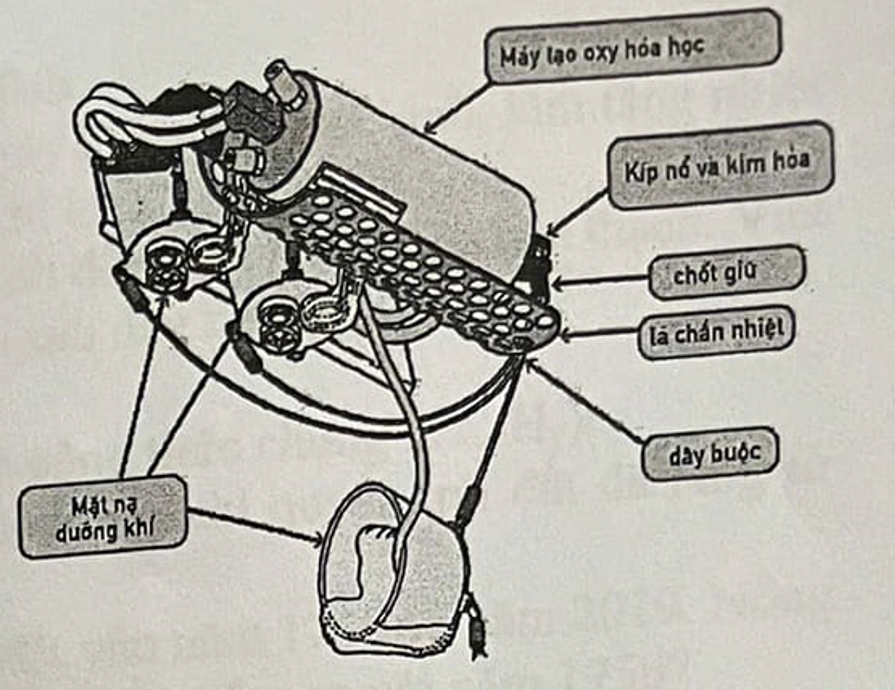 Máy tạo oxy hóa học
Kíp nổ và kim hỏa
chốt giữ
lá chắn nhiệt
dây buộc
Mặt nạ
dưỡng khí